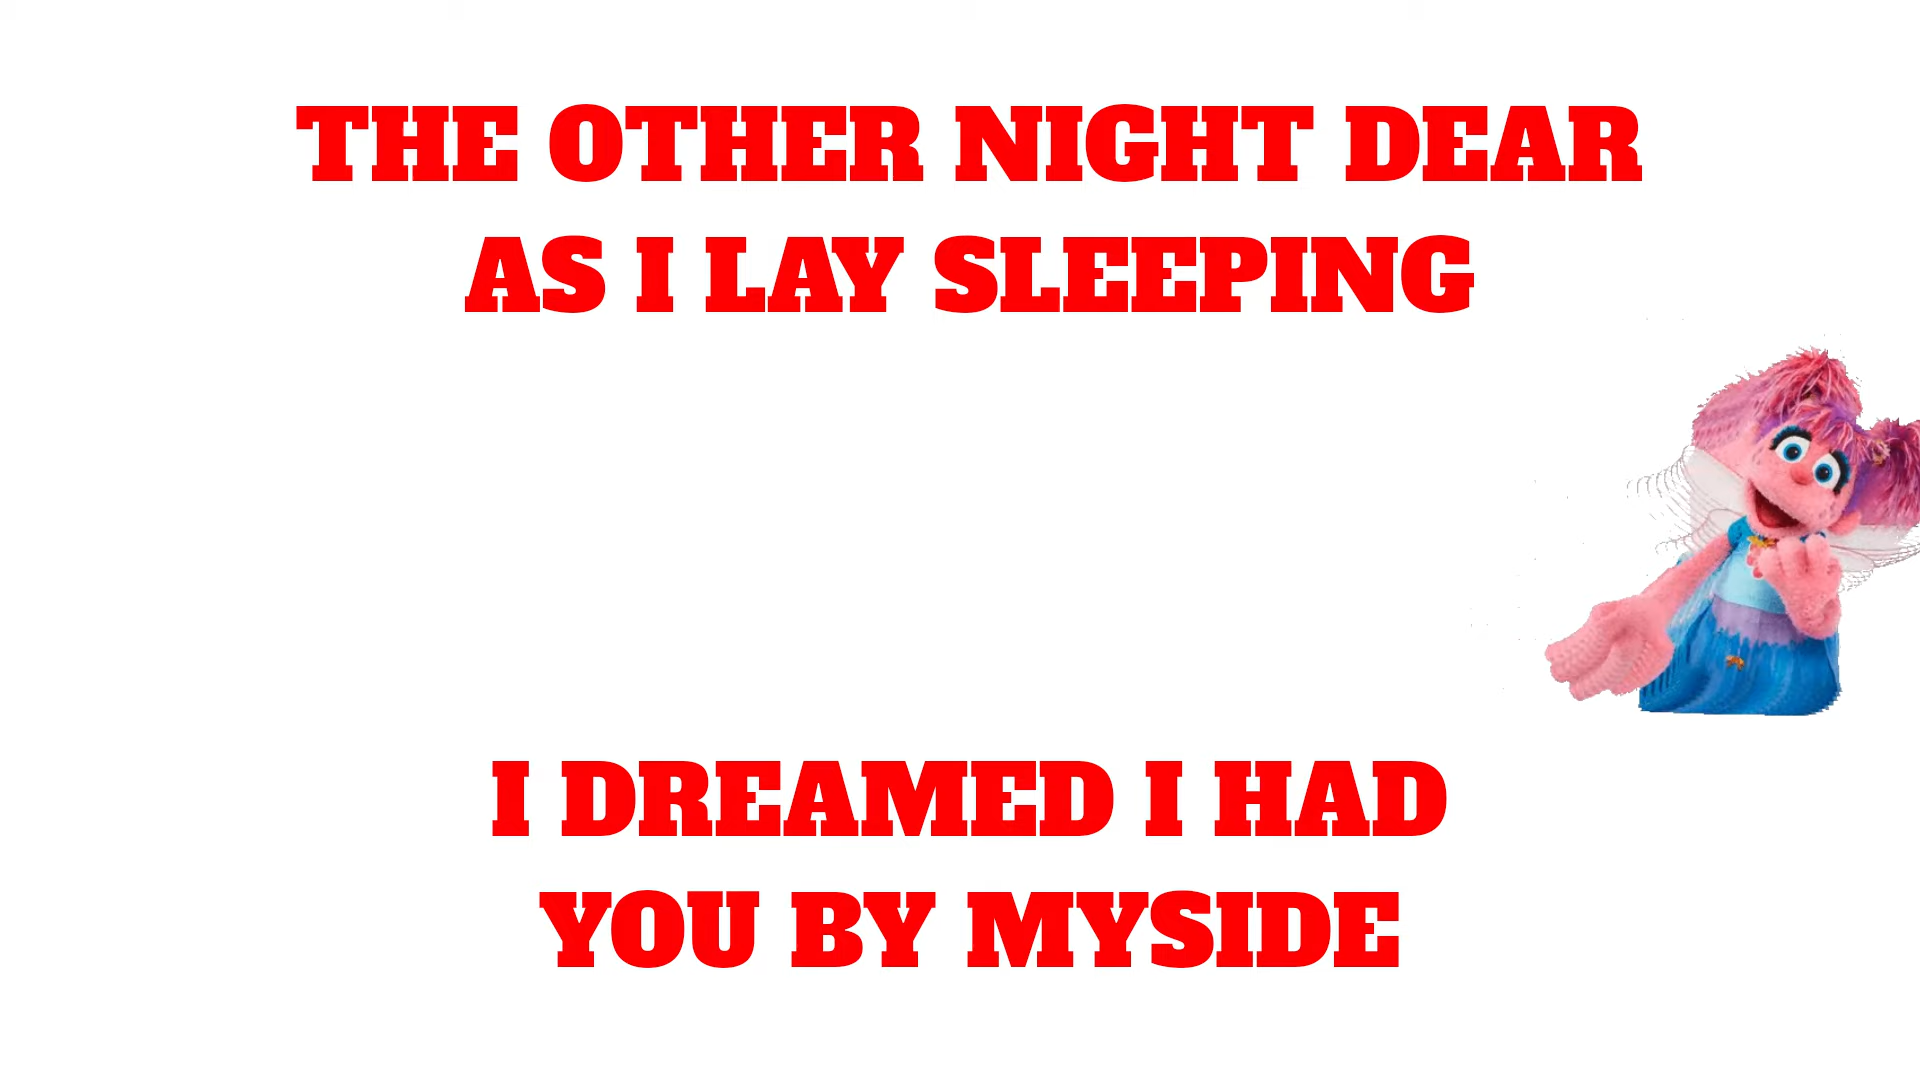 THE OTHER NIGHT DEAR
AS I LAY SLEEPING
I DREAMED I HAD
YOU BY MYSIDE